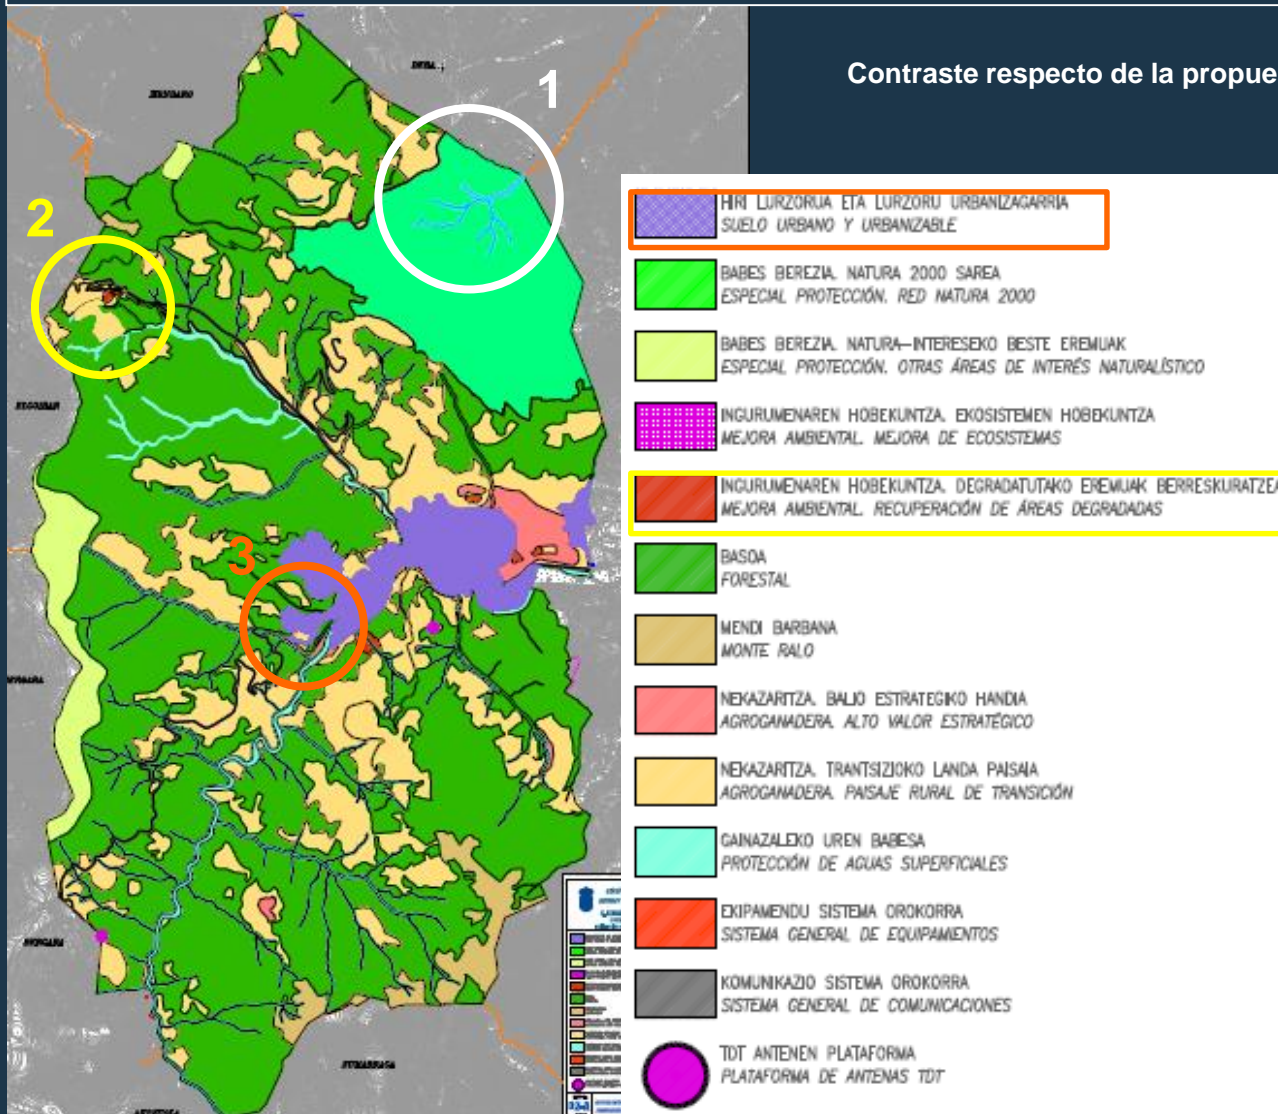 Contraste respecto de la propue
1
2
3
DEBA
MENDARO
ELGOIBAR
BERGARA
ZUMARRAGA
HIRI LURZORUA ETA LURZORU URBANIZAGARRIA
SUELO URBANO Y URBANIZABLE
BABES BEREZIA. NATURA 2000 SAREA
ESPECIAL PROTECCIÓN. RED NATURA 2000
BABES BEREZIA. NATURA-INTERESEKO BESTE EREMUAK
ESPECIAL PROTECCIÓN. OTRAS ÁREAS DE INTERÉS NATURALÍSTICO
INGURUMENAREN HOBEKUNTZA. EKOSISTEMEN HOBEKUNTZA
MEJORA AMBIENTAL. MEJORA DE ECOSISTEMAS
INGURUMENAREN HOBEKUNTZA. DEGRADATUTAKO EREMUAK BERRESKURATZEA
MEJORA AMBIENTAL. RECUPERACIÓN DE ÁREAS DEGRADADAS
BASOA
FORESTAL
MENDI BARBANA
MONTE RALO
NEKAZARITZA. BALIO ESTRATEGIKO HANDIA
AGROGANADERA. ALTO VALOR ESTRATÉGICO
NEKAZARITZA. TRANTSIZIOKO LANDA PAISAIA
AGROGANADERA. PAISAJE RURAL DE TRANSICIÓN
GAINAZALEKO UREN BABESA
PROTECCIÓN DE AGUAS SUPERFICIALES
EKIPAMENDU SISTEMA OROKORRA
SISTEMA GENERAL DE EQUIPAMIENTOS
KOMUNIKAZIO SISTEMA OROKORRA
SISTEMA GENERAL DE COMUNICACIONES
TDT ANTENEN PLATAFORMA
PLATAFORMA DE ANTENAS TDT